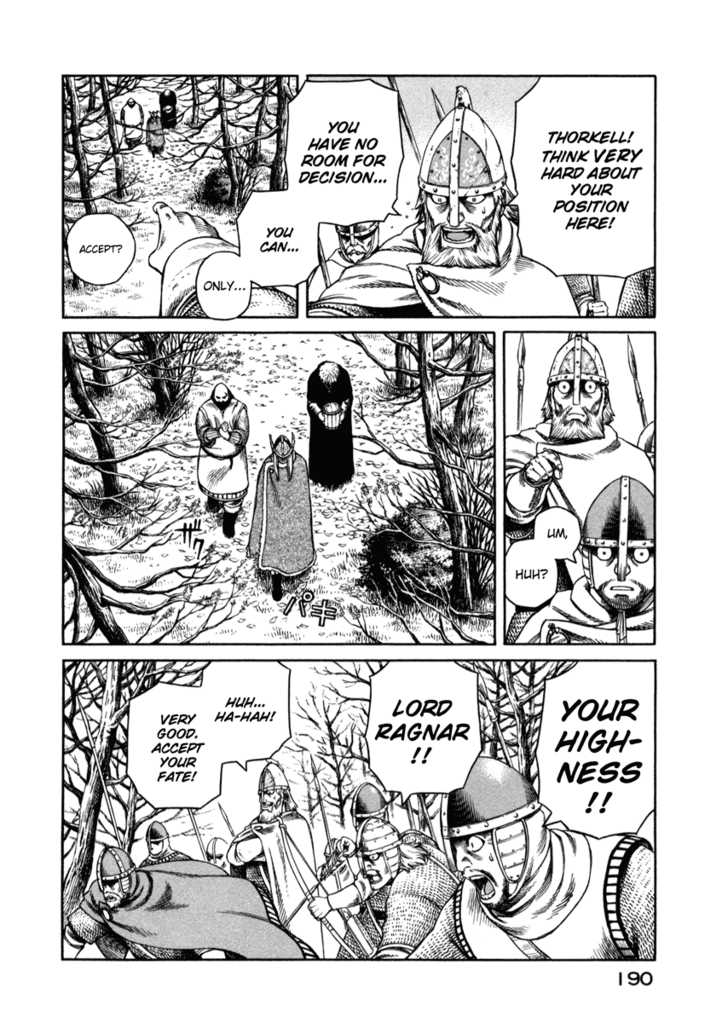 THORKELL!
THINK VERY
HARD ABOUT
YOUR
POSITION
HERE!
YOU
HAVE NO
ROOM FOR
DECISION...
YOU
CAN...
ONLY...
ACCEPT?
UM,
HUH?
ザク
パキ
YOUR
HIGH-
NESS
!!
LORD
RAGNAR
!!
HUH...
HA-HAH!
VERY
GOOD.
ACCEPT
YOUR
FATE!
190